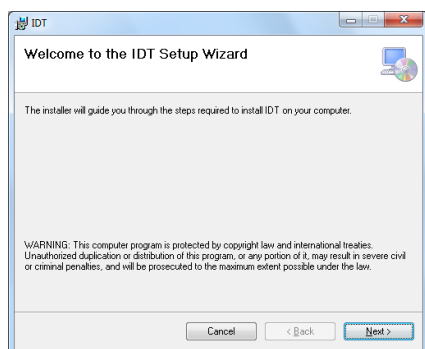 IDT
Welcome to the IDT Setup Wizard
The installer will guide you through the steps required to install IDT on your computer.
WARNING: This computer program is protected by copyright law and international treaties.
Unauthorized duplication or distribution of this program, or any portion of it, may result in severe civil
or criminal penalties, and will be prosecuted to the maximum extent possible under the law.
Cancel < Back Next >